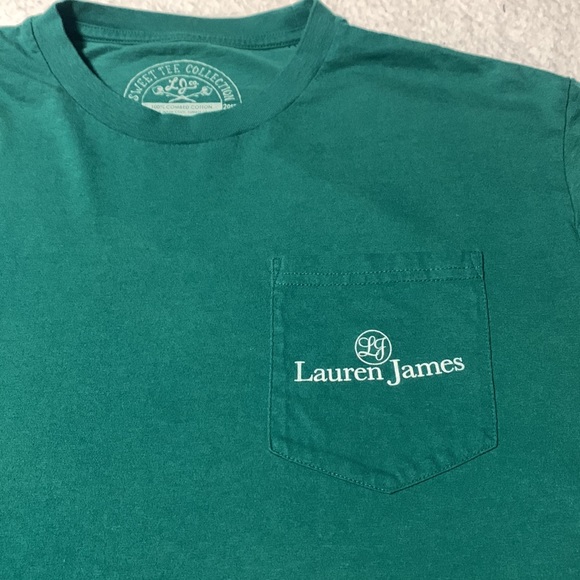 SWEET TEE COLLECTION
LJ
100% COMBED COTTON
LJ
Lauren James